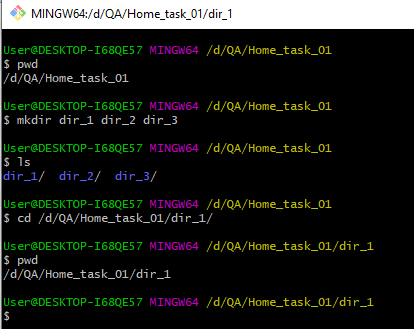 MINGW64:/d/QA/Home_task_01/dir_1
User@DESKTOP-I68QE57 MINGW64 /d/QA/Home_task_01
$ pwd
/d/QA/Home_task_01
User@DESKTOP-I68QE57 MINGW64 /d/QA/Home_task_01
$ mkdir dir_1 dir_2 dir_3
User@DESKTOP-I68QE57 MINGW64 /d/QA/Home_task_01
$ ls
dir_1/  dir_2/  dir_3/
User@DESKTOP-I68QE57 MINGW64 /d/QA/Home_task_01
$ cd /d/QA/Home_task_01/dir_1/
User@DESKTOP-I68QE57 MINGW64 /d/QA/Home_task_01/dir_1
$ pwd
/d/QA/Home_task_01/dir_1
User@DESKTOP-I68QE57 MINGW64 /d/QA/Home_task_01/dir_1
$